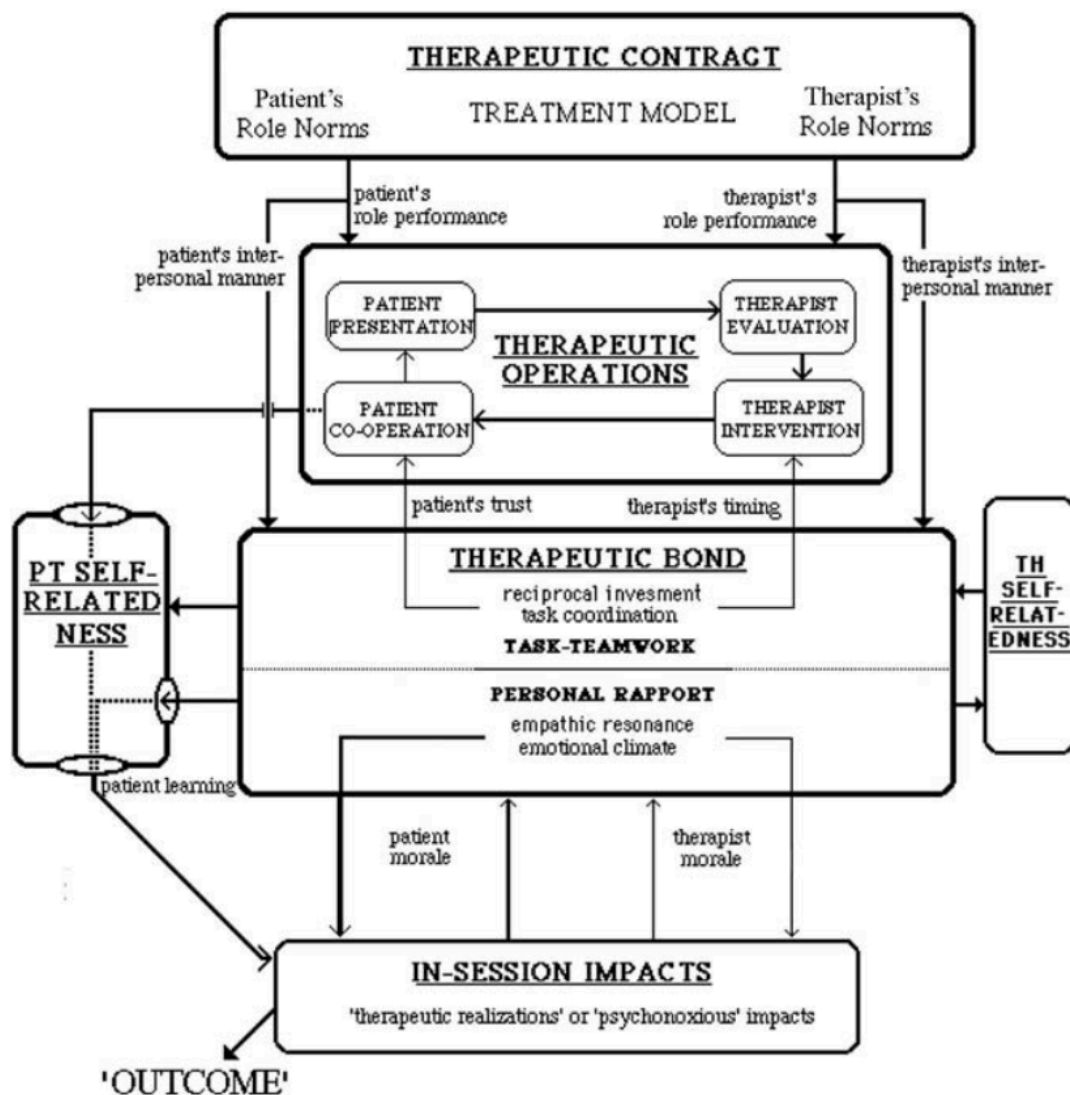 THERAPEUTIC CONTRACT
Patient's
Role Norms
TREATMENT MODEL
Therapist's
Role Norms
patient's
role performance
therapist's
role performance
patient's inter-
personal manner
therapist's inter-
personal manner
PATIENT
PRESENTATION
THERAPIST
EVALUATION
THERAPEUTIC
OPERATIONS
PATIENT
CO-OPERATION
THERAPIST
INTERVENTION
patient's trust
therapist's timing
PT SELF-
RELATED
NESS
THERAPEUTIC BOND
reciprocal invesment
task coordination
TASK-TEAMWORK
PERSONAL RAPPORT
empathic resonance
emotional climate
TH
SELF-
RELAT-
EDNESS
patient learning
patient
morale
therapist
morale
IN-SESSION IMPACTS
'therapeutic realizations' or 'psychonoxious' impacts
'OUTCOME'